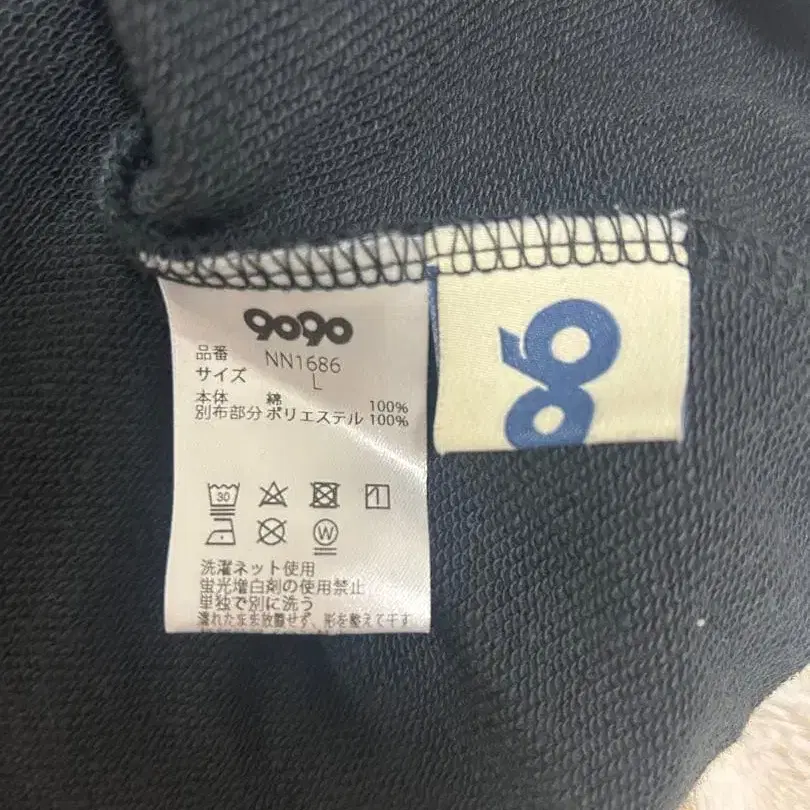 9090
品番 NN1686
サイズ L
本体 綿 100%
別布部分 ポリエステル 100%
30
W
洗濯ネット使用
蛍光増白剤の使用禁止
単独で別に洗う
濡れたまま放置せず、形を整えて干す
90